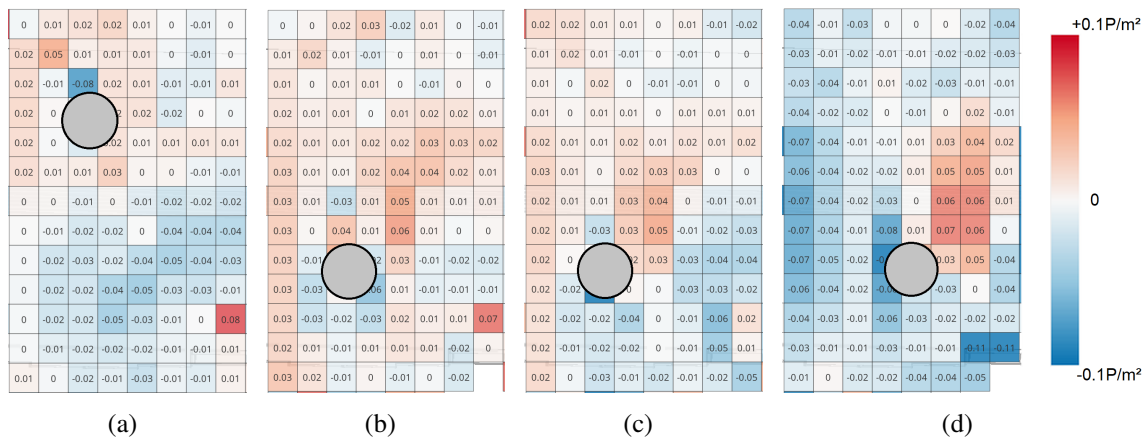 0 0.01 0.02 0.02 0 0 0 -0.01
0.02 0.05 0.01 0.01 0.01 -0.01 -0.01 0
0.02 -0.01 -0.08 0.02 0.01 -0.01 -0.01 0.01
0.02 0 0.02 -0.02 0 0
0.02 0 0.02 0.01 0.01 0.01 0.01
0.02 0.01 0.01 0.03 0 0 0.01 0
0 0 -0.01 0 -0.01 -0.02 -0.02 -0.02
0 -0.01 -0.02 -0.02 0 -0.04 -0.04 -0.04
0 -0.01 -0.02 -0.02 -0.03 -0.05 -0.03 -0.03
0 -0.02 -0.02 -0.04 -0.05 -0.02 -0.02 -0.02
-0.01 -0.02 -0.02 -0.05 -0.03 -0.01 0 0.08
0 -0.01 -0.02 -0.02 -0.01 -0.01 -0.01 0
0.01 0 -0.02 -0.01 -0.03 -0.01 -0.01 0.01
(a)
0 0 0.02 0.03 -0.02 0 0 -0.01
0.01 0.02 0.01 0.01 0 -0.01 0 0.01
0.01 0 0.01 0.01 0.01 -0.01 0 0
0.02 0 0 0.01 0.01 0.02 0.01 0.01
0.02 0.01 0.01 0.01 0.02 0.03 0.03 0.02
0.03 0.01 0.01 0.02 0.04 0.04 0.02 0.01
0.03 0.01 -0.03 0 0.05 0.01 0.01 0.01
0.03 0 0.04 0.01 0.06 0.01 0 0
0.03 -0.01 0.03 -0.01 -0.02 -0.02
0.01 -0.03 0 0 -0.01 -0.01
0.03 -0.03 -0.02 -0.03 0 0.01 -0.01 0.07
0.02 0.01 -0.01 -0.01 0.01 0.01 0.01 0.01
0.03 0.02 -0.01 0 -0.01 0 -0.02
(b)
0.02 0.02 0.01 0 0 0 0 -0.01
0.01 0.02 0.01 0 0 0 -0.01 0
0.01 0 0.02 0 -0.01 -0.01 -0.01 0
0.01 0 0 0.01 0.01 0 0.01 0
0.02 0.01 0.01 0.01 0.02 0.02 0.02 0
0.02 0.01 0 0.02 0.03 0.03 0 0
0.02 0.01 0 0.03 0.04 0 -0.01 -0.01
0.01 0 -0.03 0.03 0.05 0.01 -0.02 -0.02
0.02 0 0.03 -0.03 -0.04 -0.04
0 -0.02 0.01 0 -0.02 -0.03 -0.02
0.01 -0.02 -0.02 -0.04 0 -0.01 -0.06 0.02
0.01 -0.02 -0.01 -0.01 0 -0.01 -0.05 0.01
0.02 0 -0.03 -0.01 0 -0.01 -0.02 -0.05
(c)
-0.04 -0.01 -0.03 0 0 0 -0.02 -0.04
-0.03 -0.01 -0.01 0 -0.01 -0.02 -0.02 -0.03
-0.03 -0.04 -0.01 0.01 -0.02 -0.03 -0.01 -0.01
-0.04 -0.02 -0.01 0 0 0 0.02 0
-0.07 -0.04 -0.02 -0.01 0.01 0.03 0.04 0.02
-0.06 -0.04 -0.01 -0.02 0.01 0.03 0.05 0.01
-0.07 -0.04 -0.02 -0.03 0 0.06 0.06 0.01
-0.07 -0.04 -0.02 -0.08 0.01 0.07 0.06 0
-0.07 -0.05 -0.02 0.05 -0.04
-0.05 -0.04 -0.02 -0.03 0 -0.04
-0.04 -0.03 -0.02 -0.06 -0.02 -0.01 -0.01 -0.03
-0.03 -0.02 -0.01 -0.01 -0.01 -0.02 -0.11 -0.11
-0.01 0 -0.02 -0.02 -0.04 -0.04 -0.05
(d)
+0.1P/m²
0
-0.1P/m²